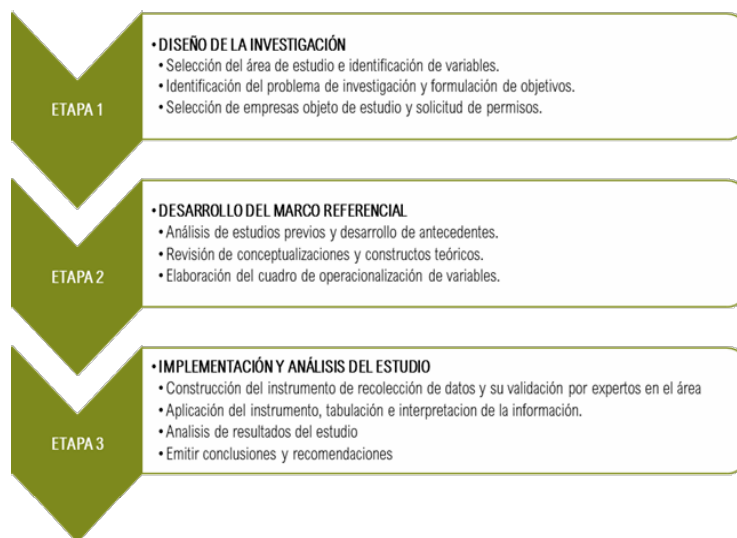 ETAPA 1
• DISEÑO DE LA INVESTIGACIÓN
• Selección del área de estudio e identificación de variables.
• Identificación del problema de investigación y formulación de objetivos.
• Selección de empresas objeto de estudio y solicitud de permisos.
ETAPA 2
• DESARROLLO DEL MARCO REFERENCIAL
• Análisis de estudios previos y desarrollo de antecedentes.
• Revisión de conceptualizaciones y constructos teóricos.
• Elaboración del cuadro de operacionalización de variables.
ETAPA 3
• IMPLEMENTACIÓN Y ANÁLISIS DEL ESTUDIO
• Construcción del instrumento de recolección de datos y su validación por expertos en el área
• Aplicación del instrumento, tabulación e interpretacion de la información.
• Analisis de resultados del estudio
• Emitir conclusiones y recomendaciones